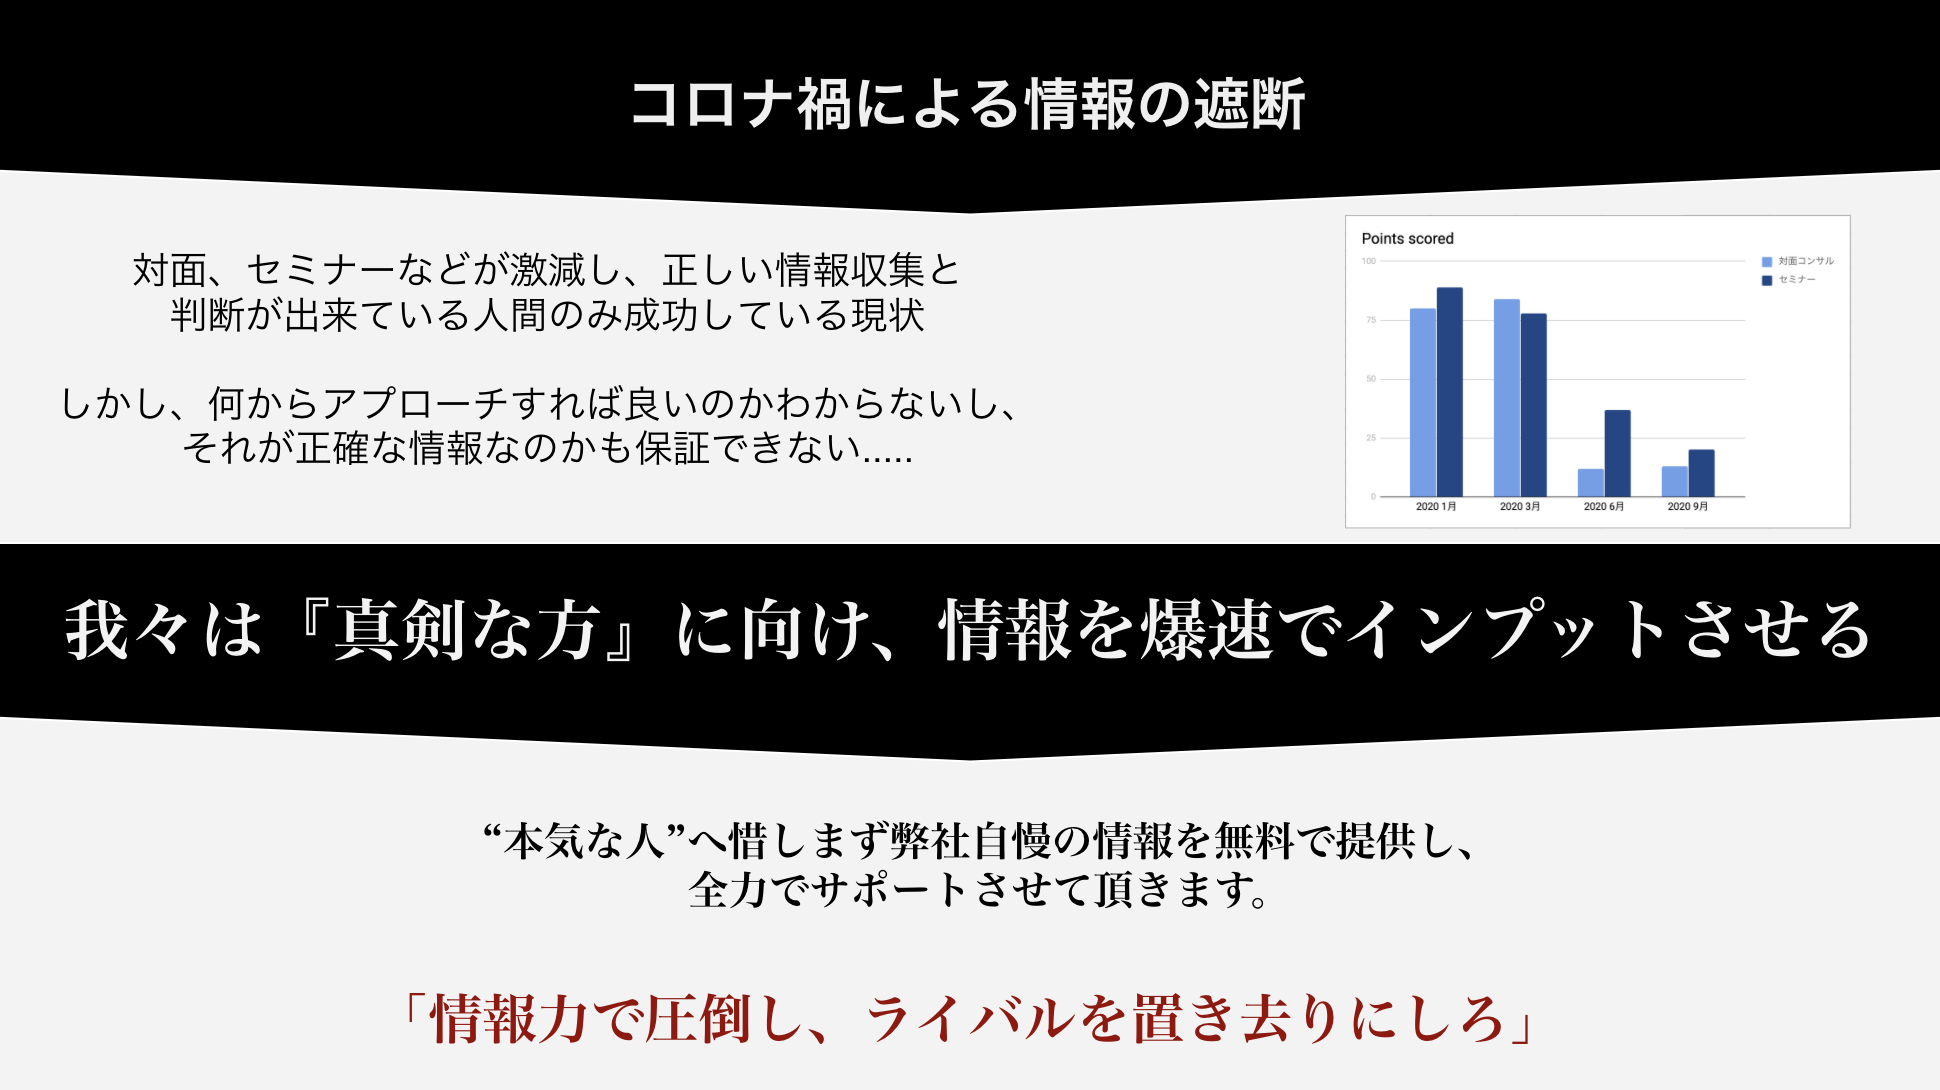 コロナ禍による情報の遮断
対面、セミナーなどが激減し、正しい情報収集と
判断が出来ている人間のみ成功している現状
しかし、何からアプローチすれば良いのかわからないし、
それが正確な情報なのかも保証できない.....
Points scored
100
75
50
25
0
2020 1月
2020 3月
2020 6月
2020 9月
対面コンサル
セミナー
我々は『真剣な方』に向け、情報を爆速でインプットさせる
“本気な人”へ惜しまず弊社自慢の情報を無料で提供し、
全力でサポートさせて頂きます。
「情報力で圧倒し、ライバルを置き去りにしろ」